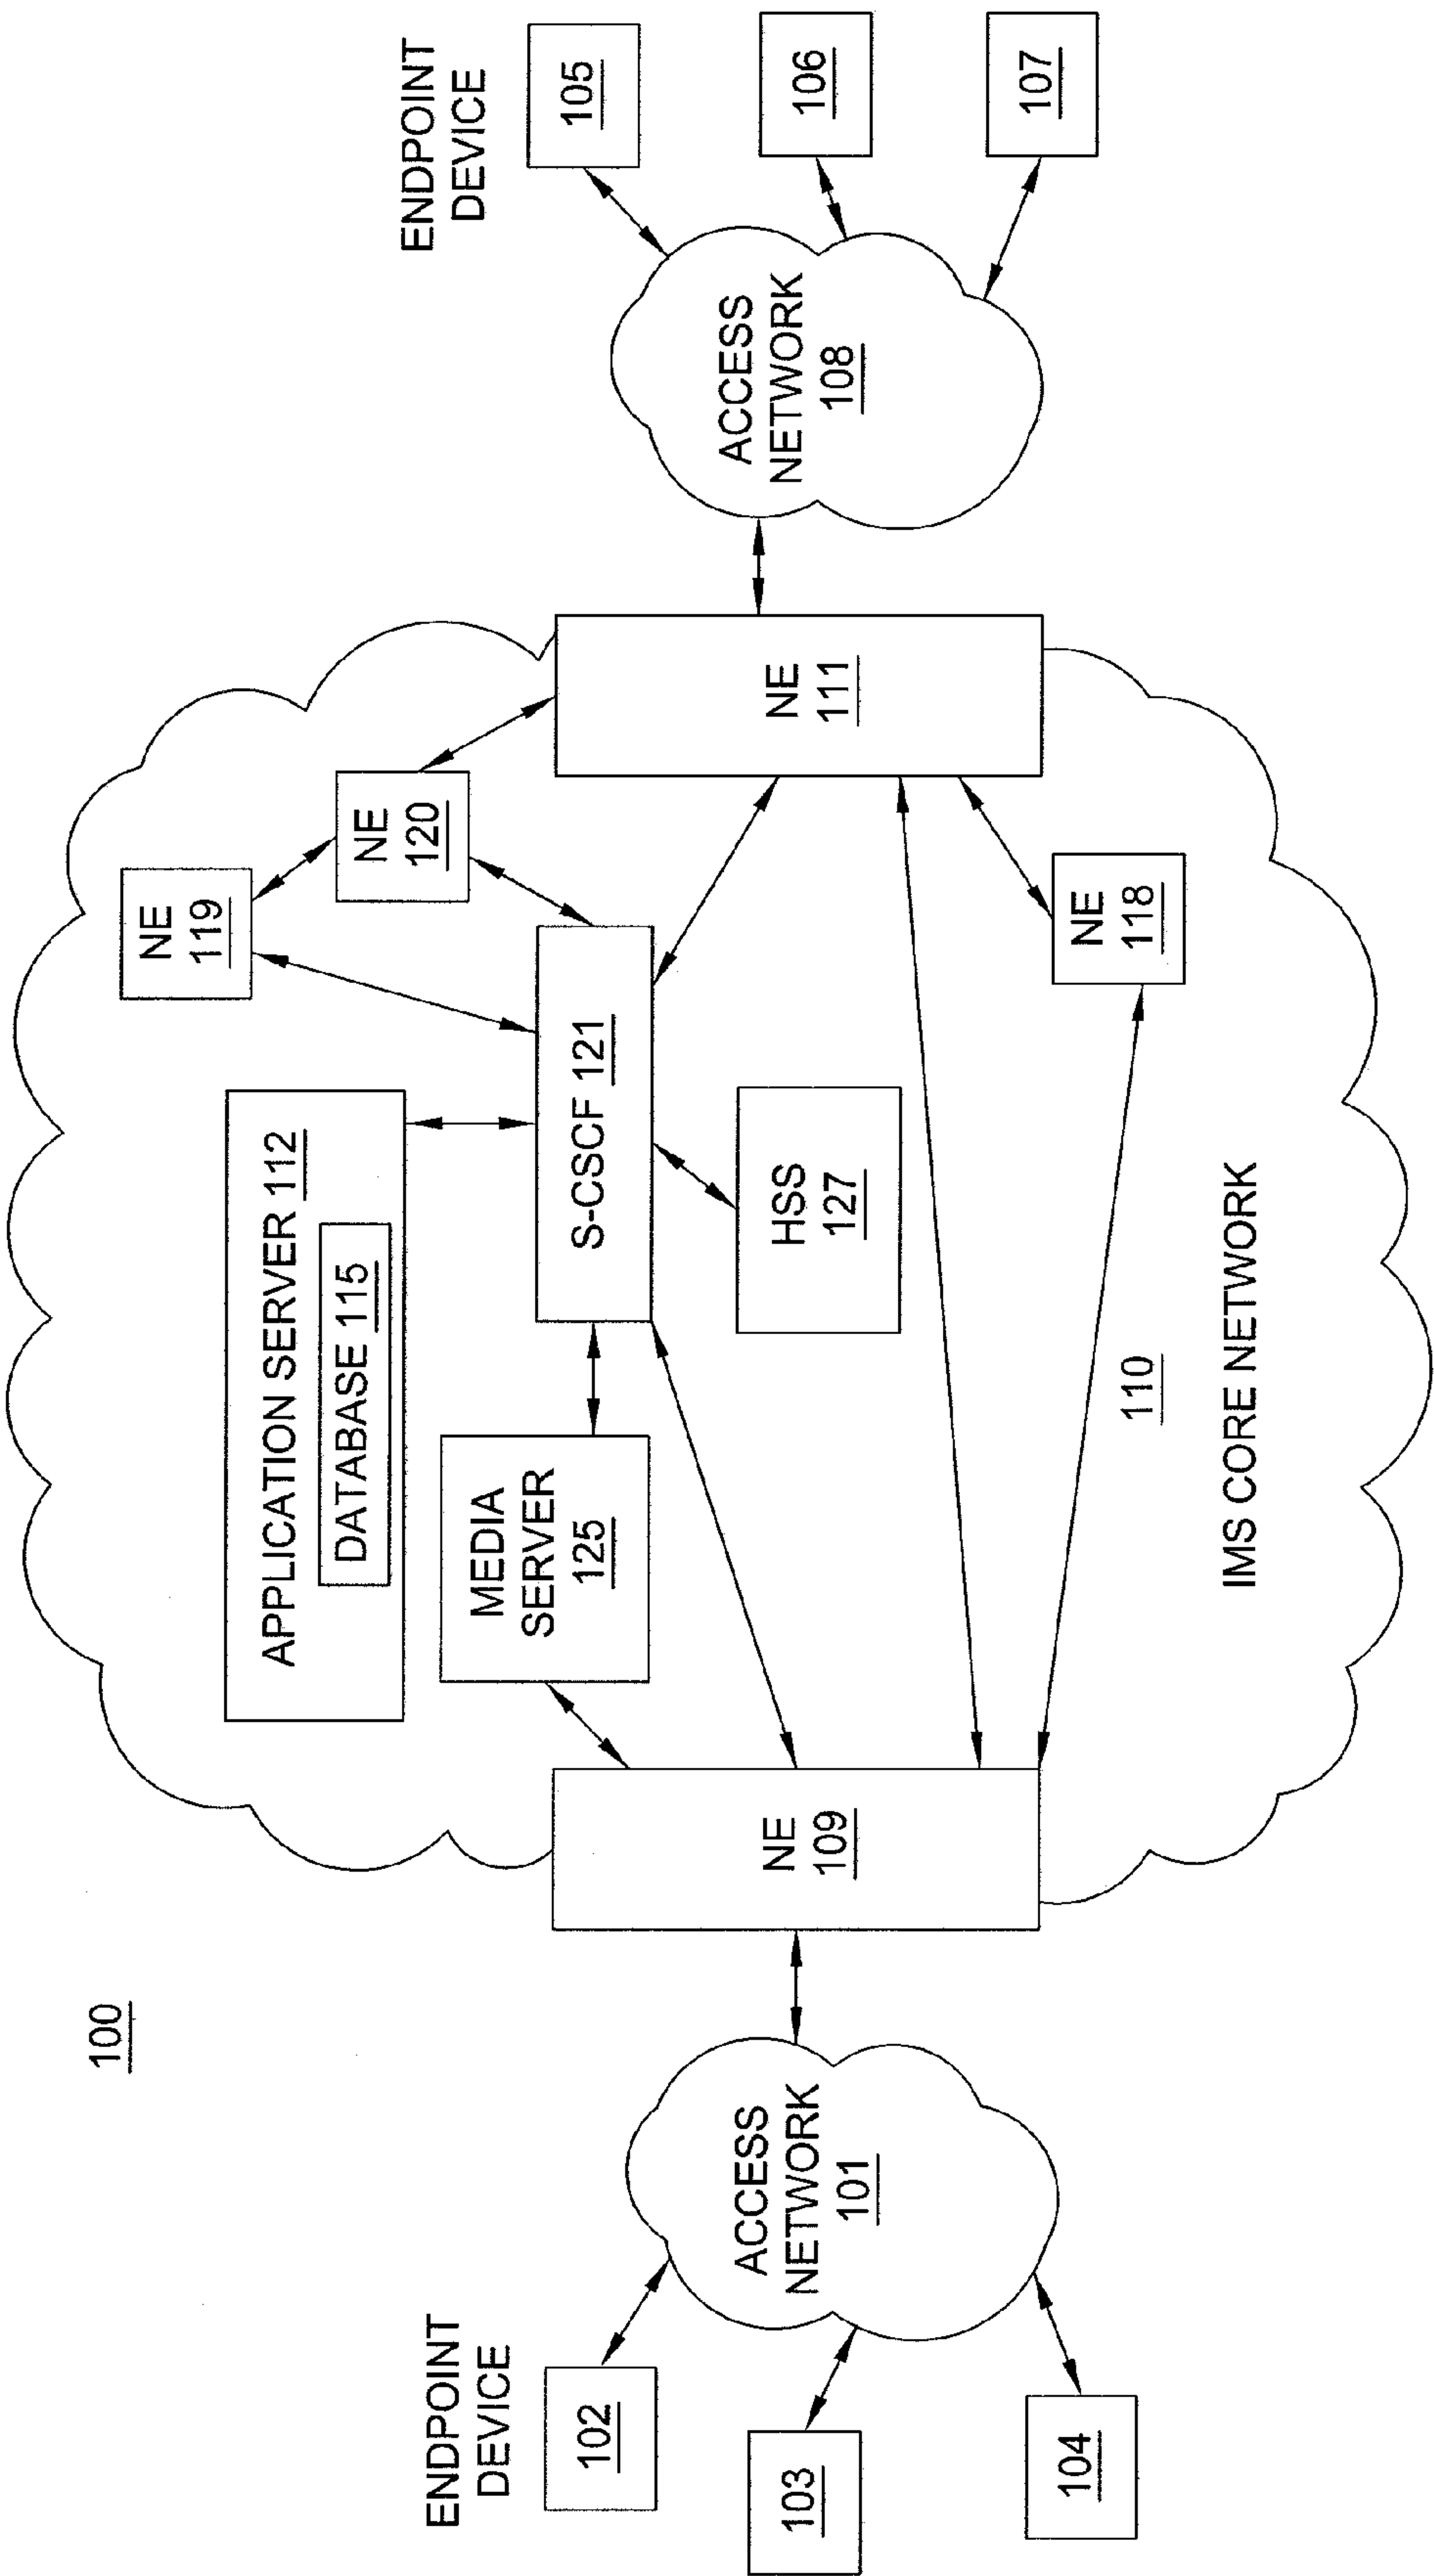 100
ENDPOINT
DEVICE
102
103
104
ACCESS
NETWORK
101
NE
109
APPLICATION SERVER 112
DATABASE 115
MEDIA
SERVER
125
S-CSCF 121
HSS
127
NE
119
NE
120
NE
118
110
IMS CORE NETWORK
NE
111
ACCESS
NETWORK
108
ENDPOINT
DEVICE
105
106
107